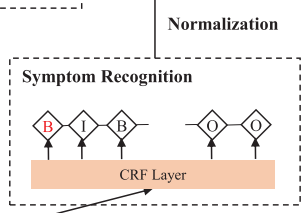 Normalization
Symptom Recognition
B I B O O
CRF Layer